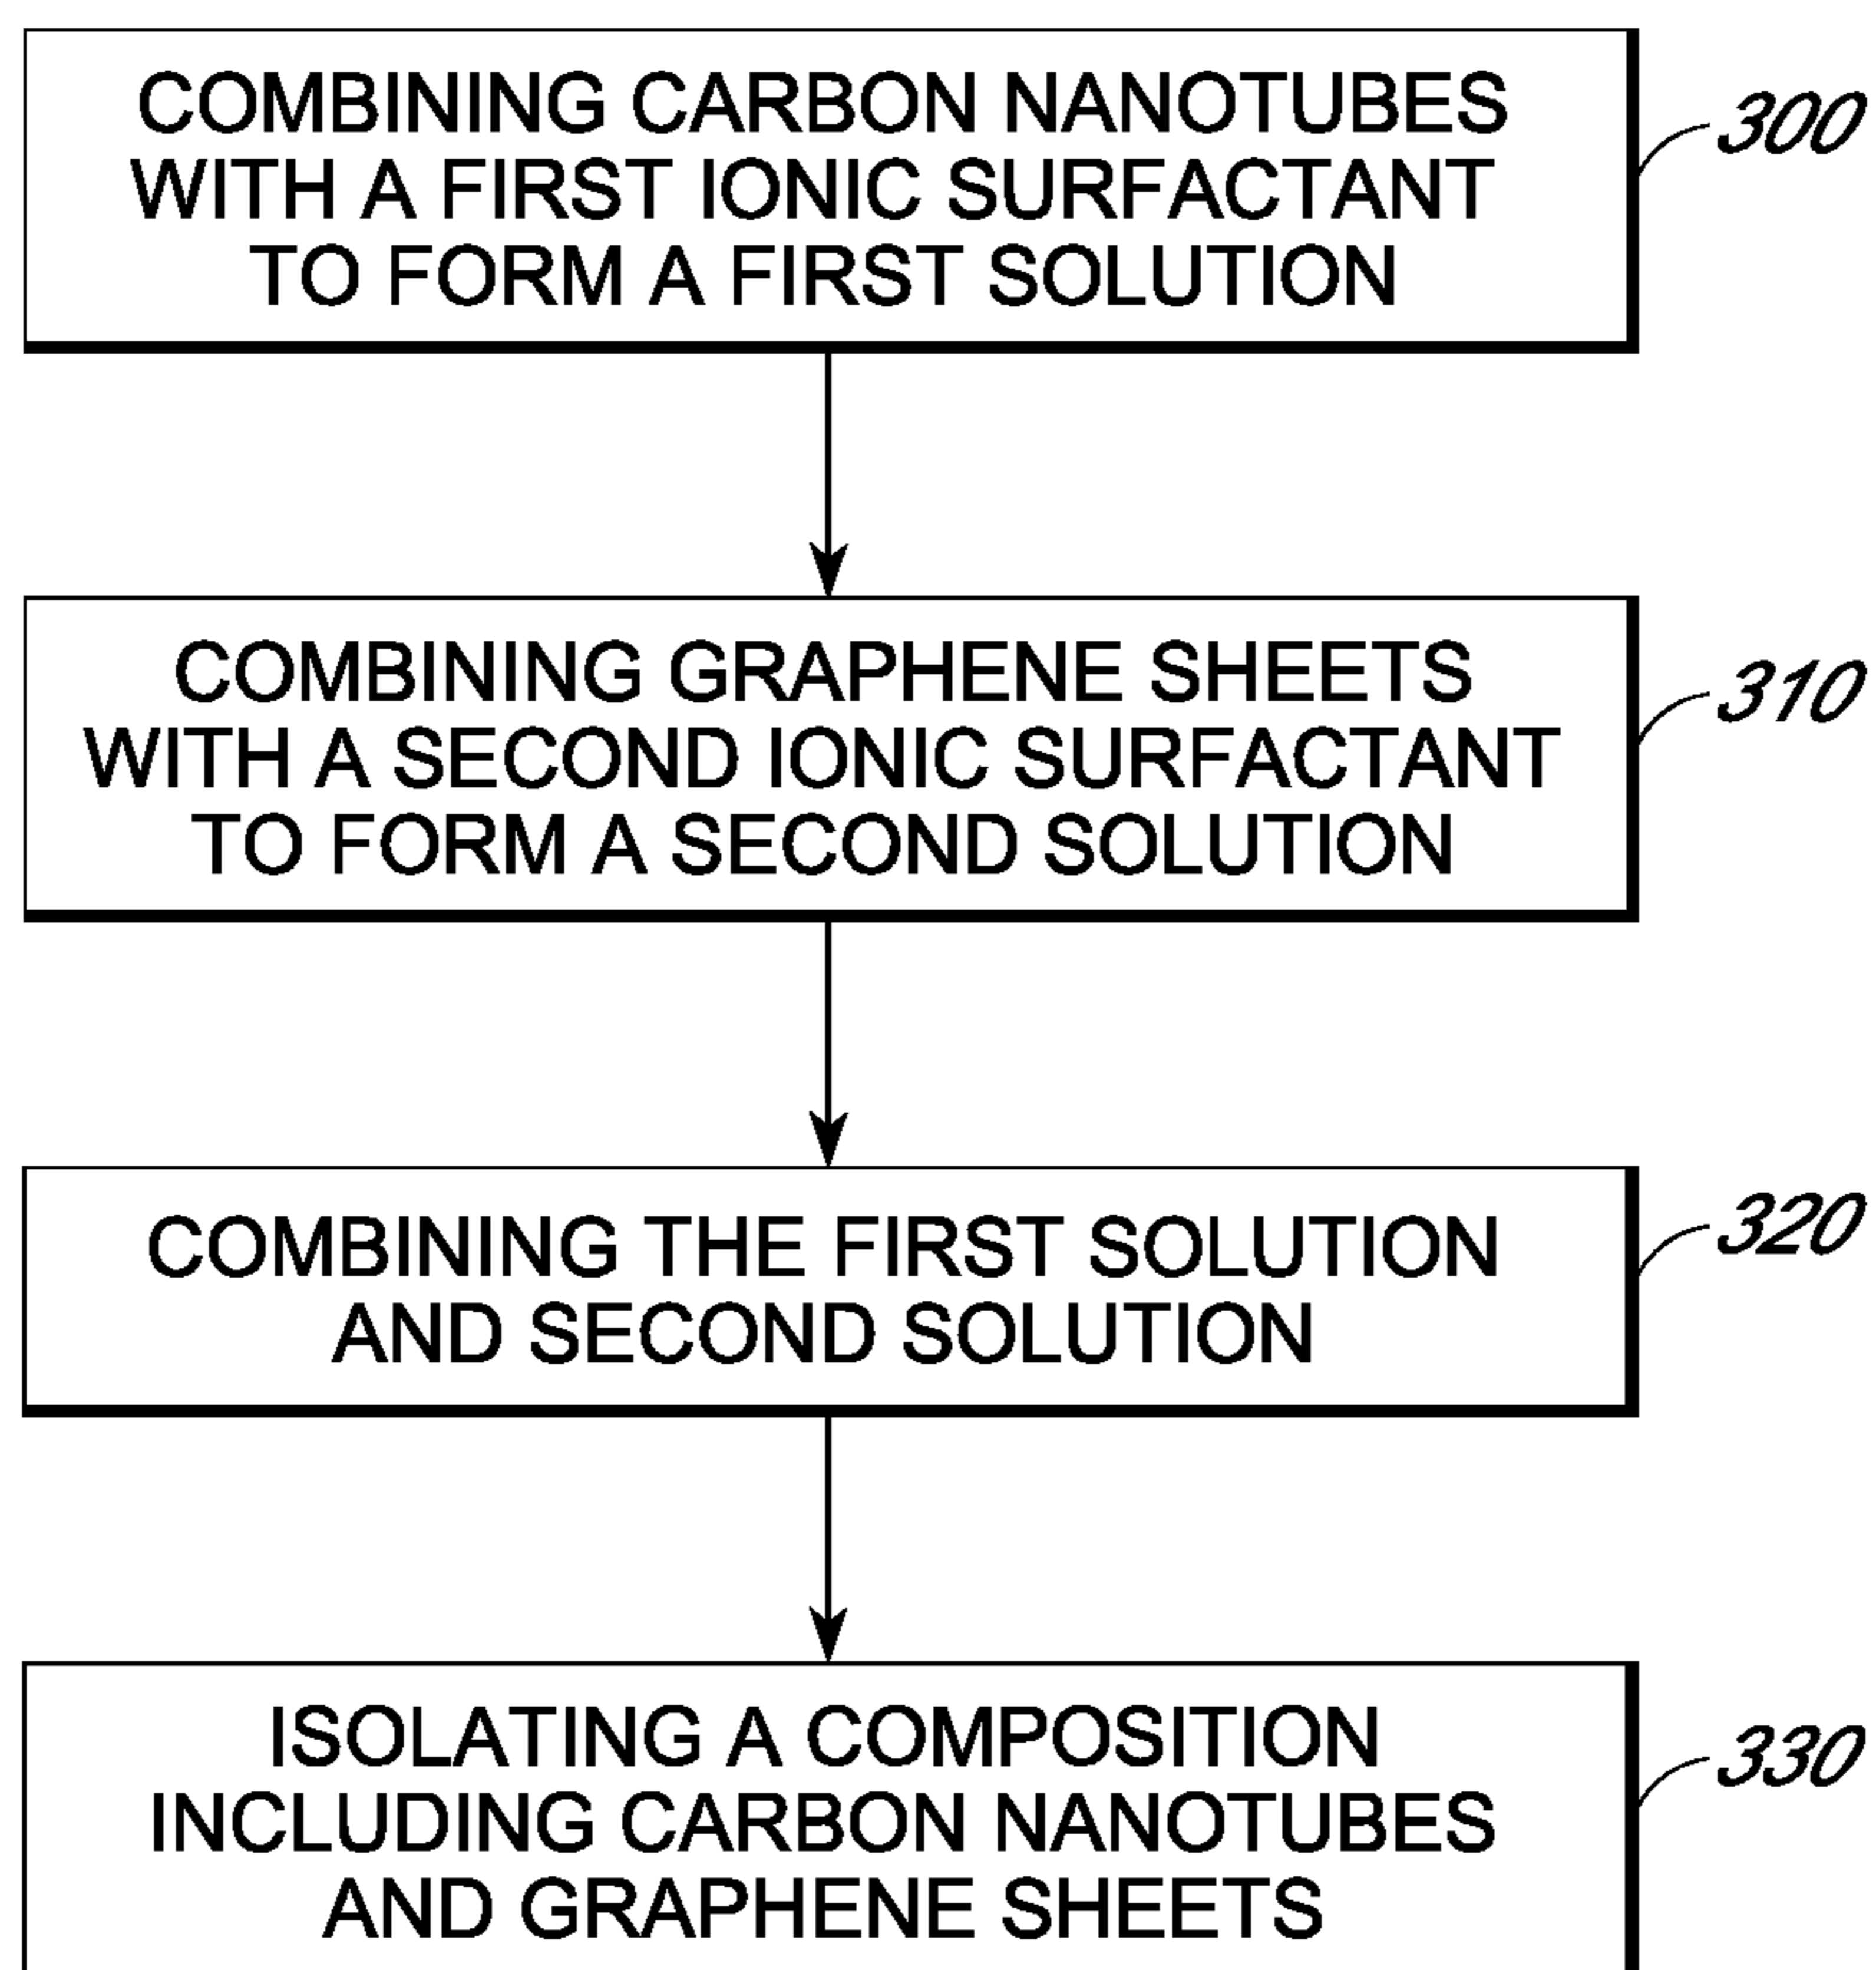 COMBINING CARBON NANOTUBES
WITH A FIRST IONIC SURFACTANT
TO FORM A FIRST SOLUTION
300
COMBINING GRAPHENE SHEETS
WITH A SECOND IONIC SURFACTANT
TO FORM A SECOND SOLUTION
310
COMBINING THE FIRST SOLUTION
AND SECOND SOLUTION
320
ISOLATING A COMPOSITION
INCLUDING CARBON NANOTUBES
AND GRAPHENE SHEETS
330